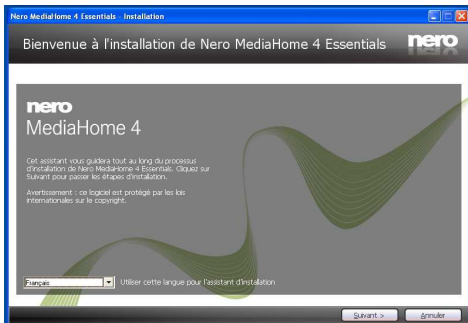 Nero MediaHome 4 Essentials - Installation
Bienvenue à l'installation de Nero MediaHome 4 Essentials
nero
nero
MediaHome 4
Cet assistant vous guidera tout au long du processus
d'installation de Nero MediaHome 4 Essentials. Cliquez sur
Suivant pour passer les étapes d'installation.
Avertissement : ce logiciel est protégé par les lois
internationales sur le copyright.
Français
Utiliser cette langue pour l'assistant d'installation
Suivant >
Annuler